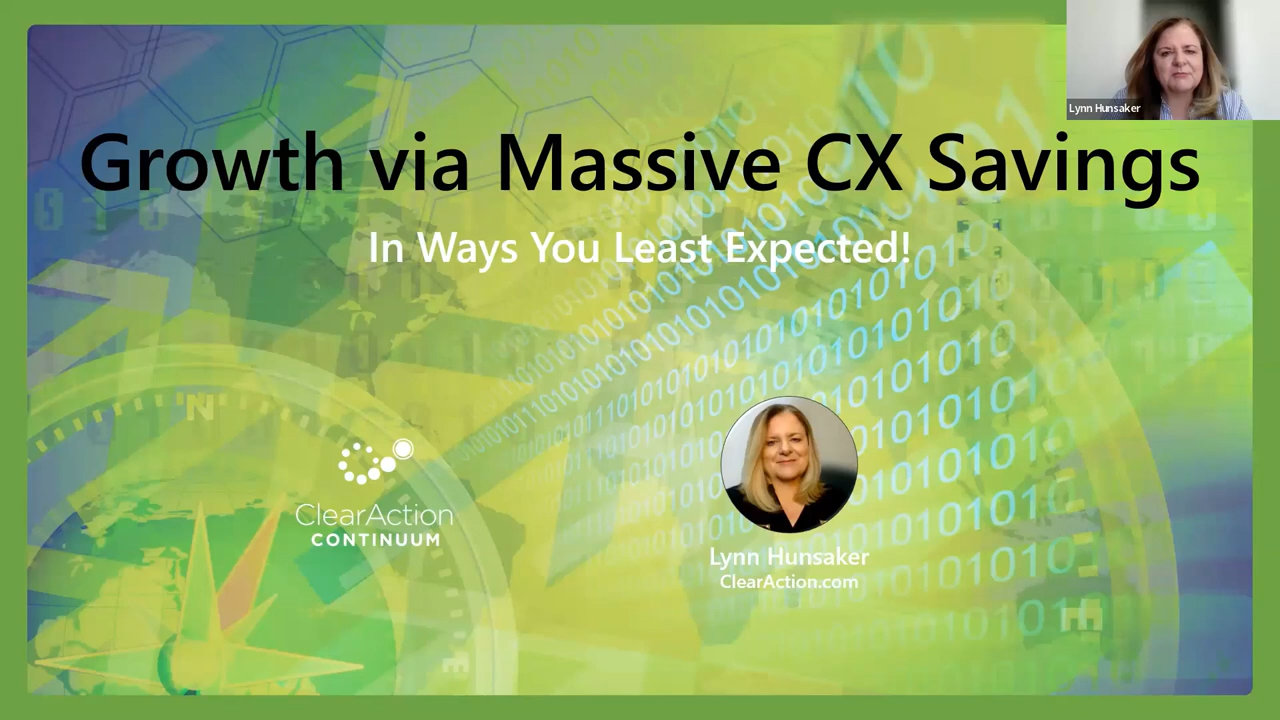 Lynn Hunsaker
Growth via Massive CX Savings
In Ways You Least Expected!
N
ClearAction
CONTINUUM
Lynn Hunsaker
ClearAction.com
E
E